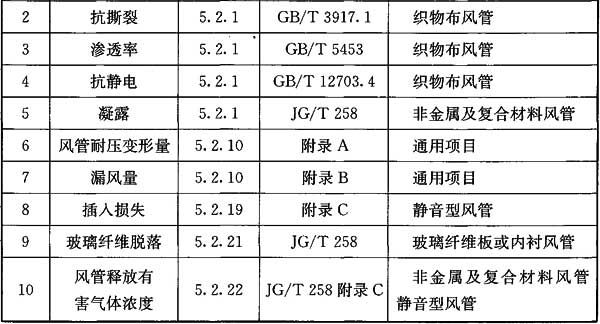 2 抗撕裂 5.2.1 GB/T 3917.1 织物布风管
3 渗透率 5.2.1 GB/T 5453 织物布风管
4 抗静电 5.2.1 GB/T 12703.4 织物布风管
5 凝露 5.2.1 JG/T 258 非金属及复合材料风管
6 风管耐压变形量 5.2.10 附录 A 通用项目
7 漏风量 5.2.10 附录 B 通用项目
8 插入损失 5.2.19 附录 C 静音型风管
9 玻璃纤维脱落 5.2.21 JG/T 258 玻璃纤维板或内衬风管
10 风管释放有
害气体浓度 5.2.22 JG/T 258 附录 C 非金属及复合材料风管
静音型风管